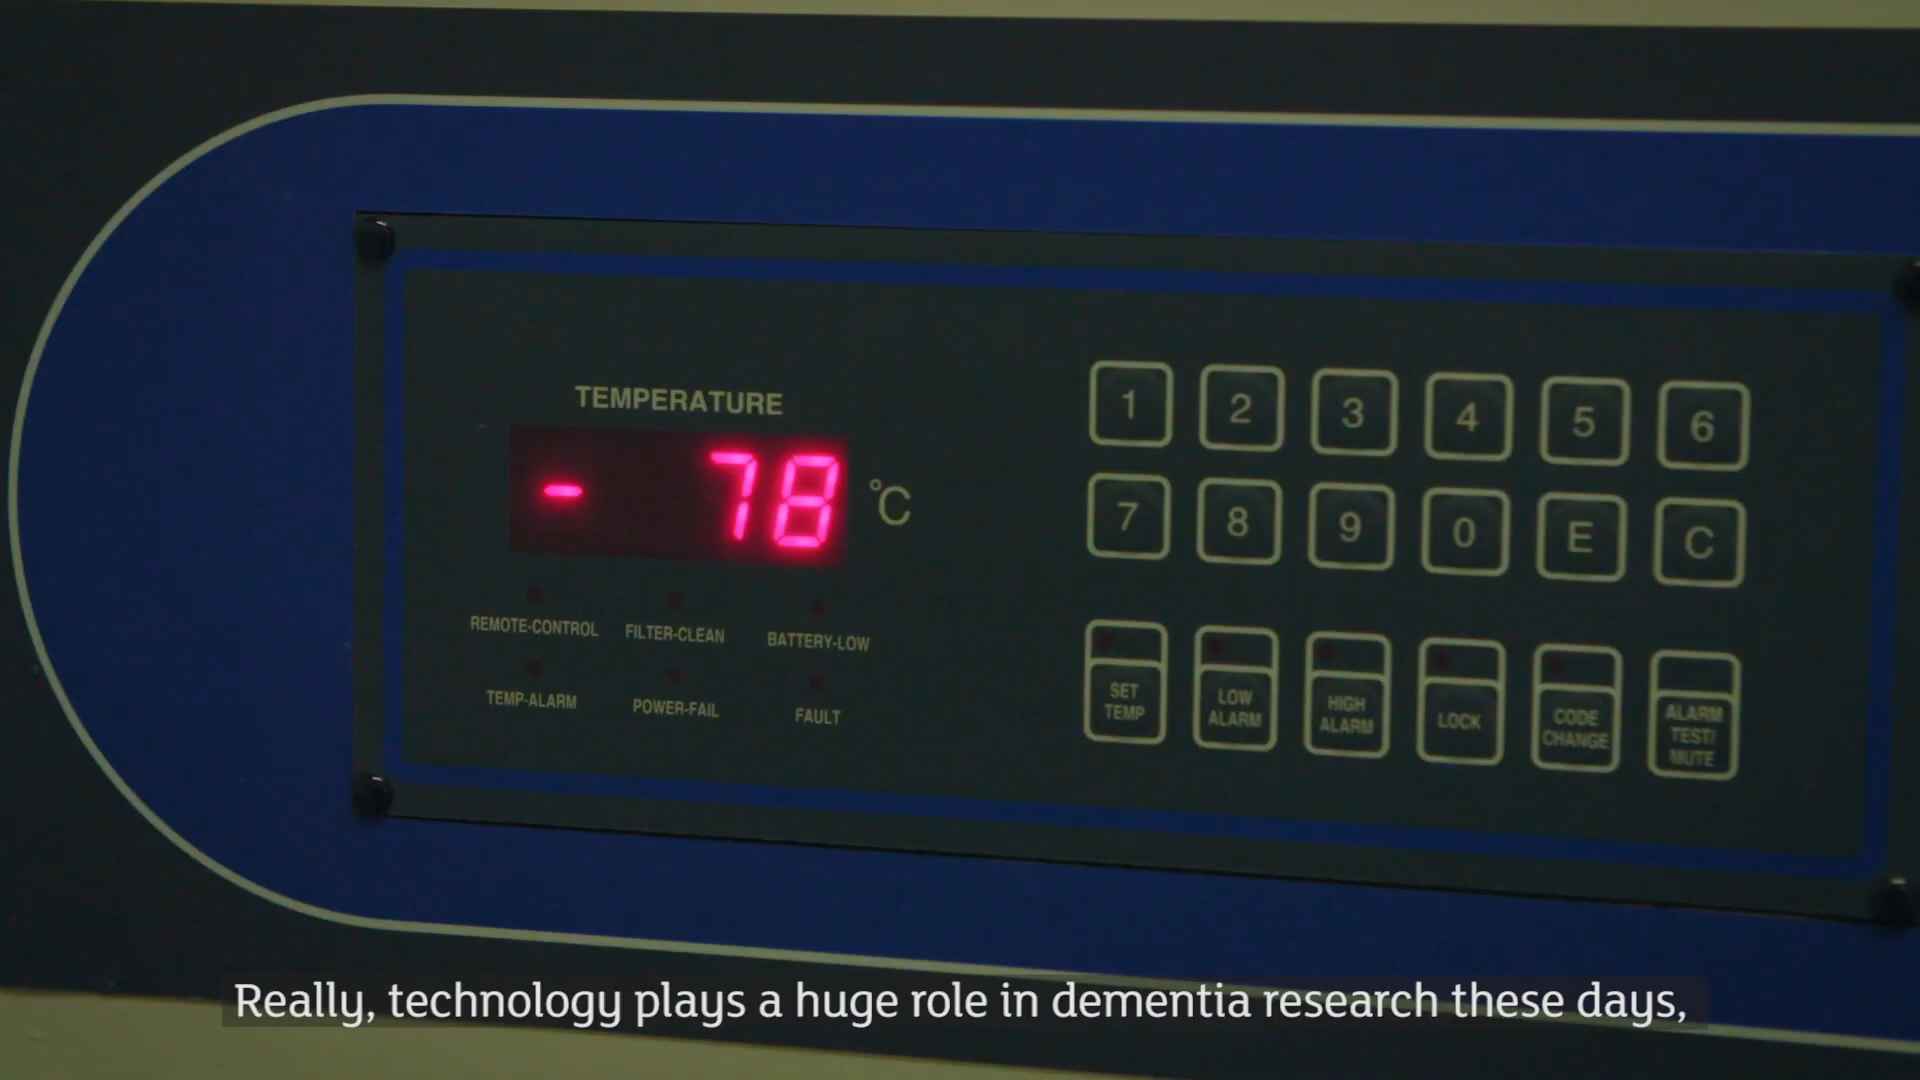 TEMPERATURE
- 78 °C
REMOTE-CONTROL FILTER-CLEAN BATTERY-LOW
TEMP-ALARM POWER-FAIL FAULT
1 2 3 4 5 6
7 8 9 0 E C
SET TEMP
LOW ALARM
HIGH ALARM
LOCK
CODE CHANGE
ALARM TEST/ MUTE
Really, technology plays a huge role in dementia research these days,